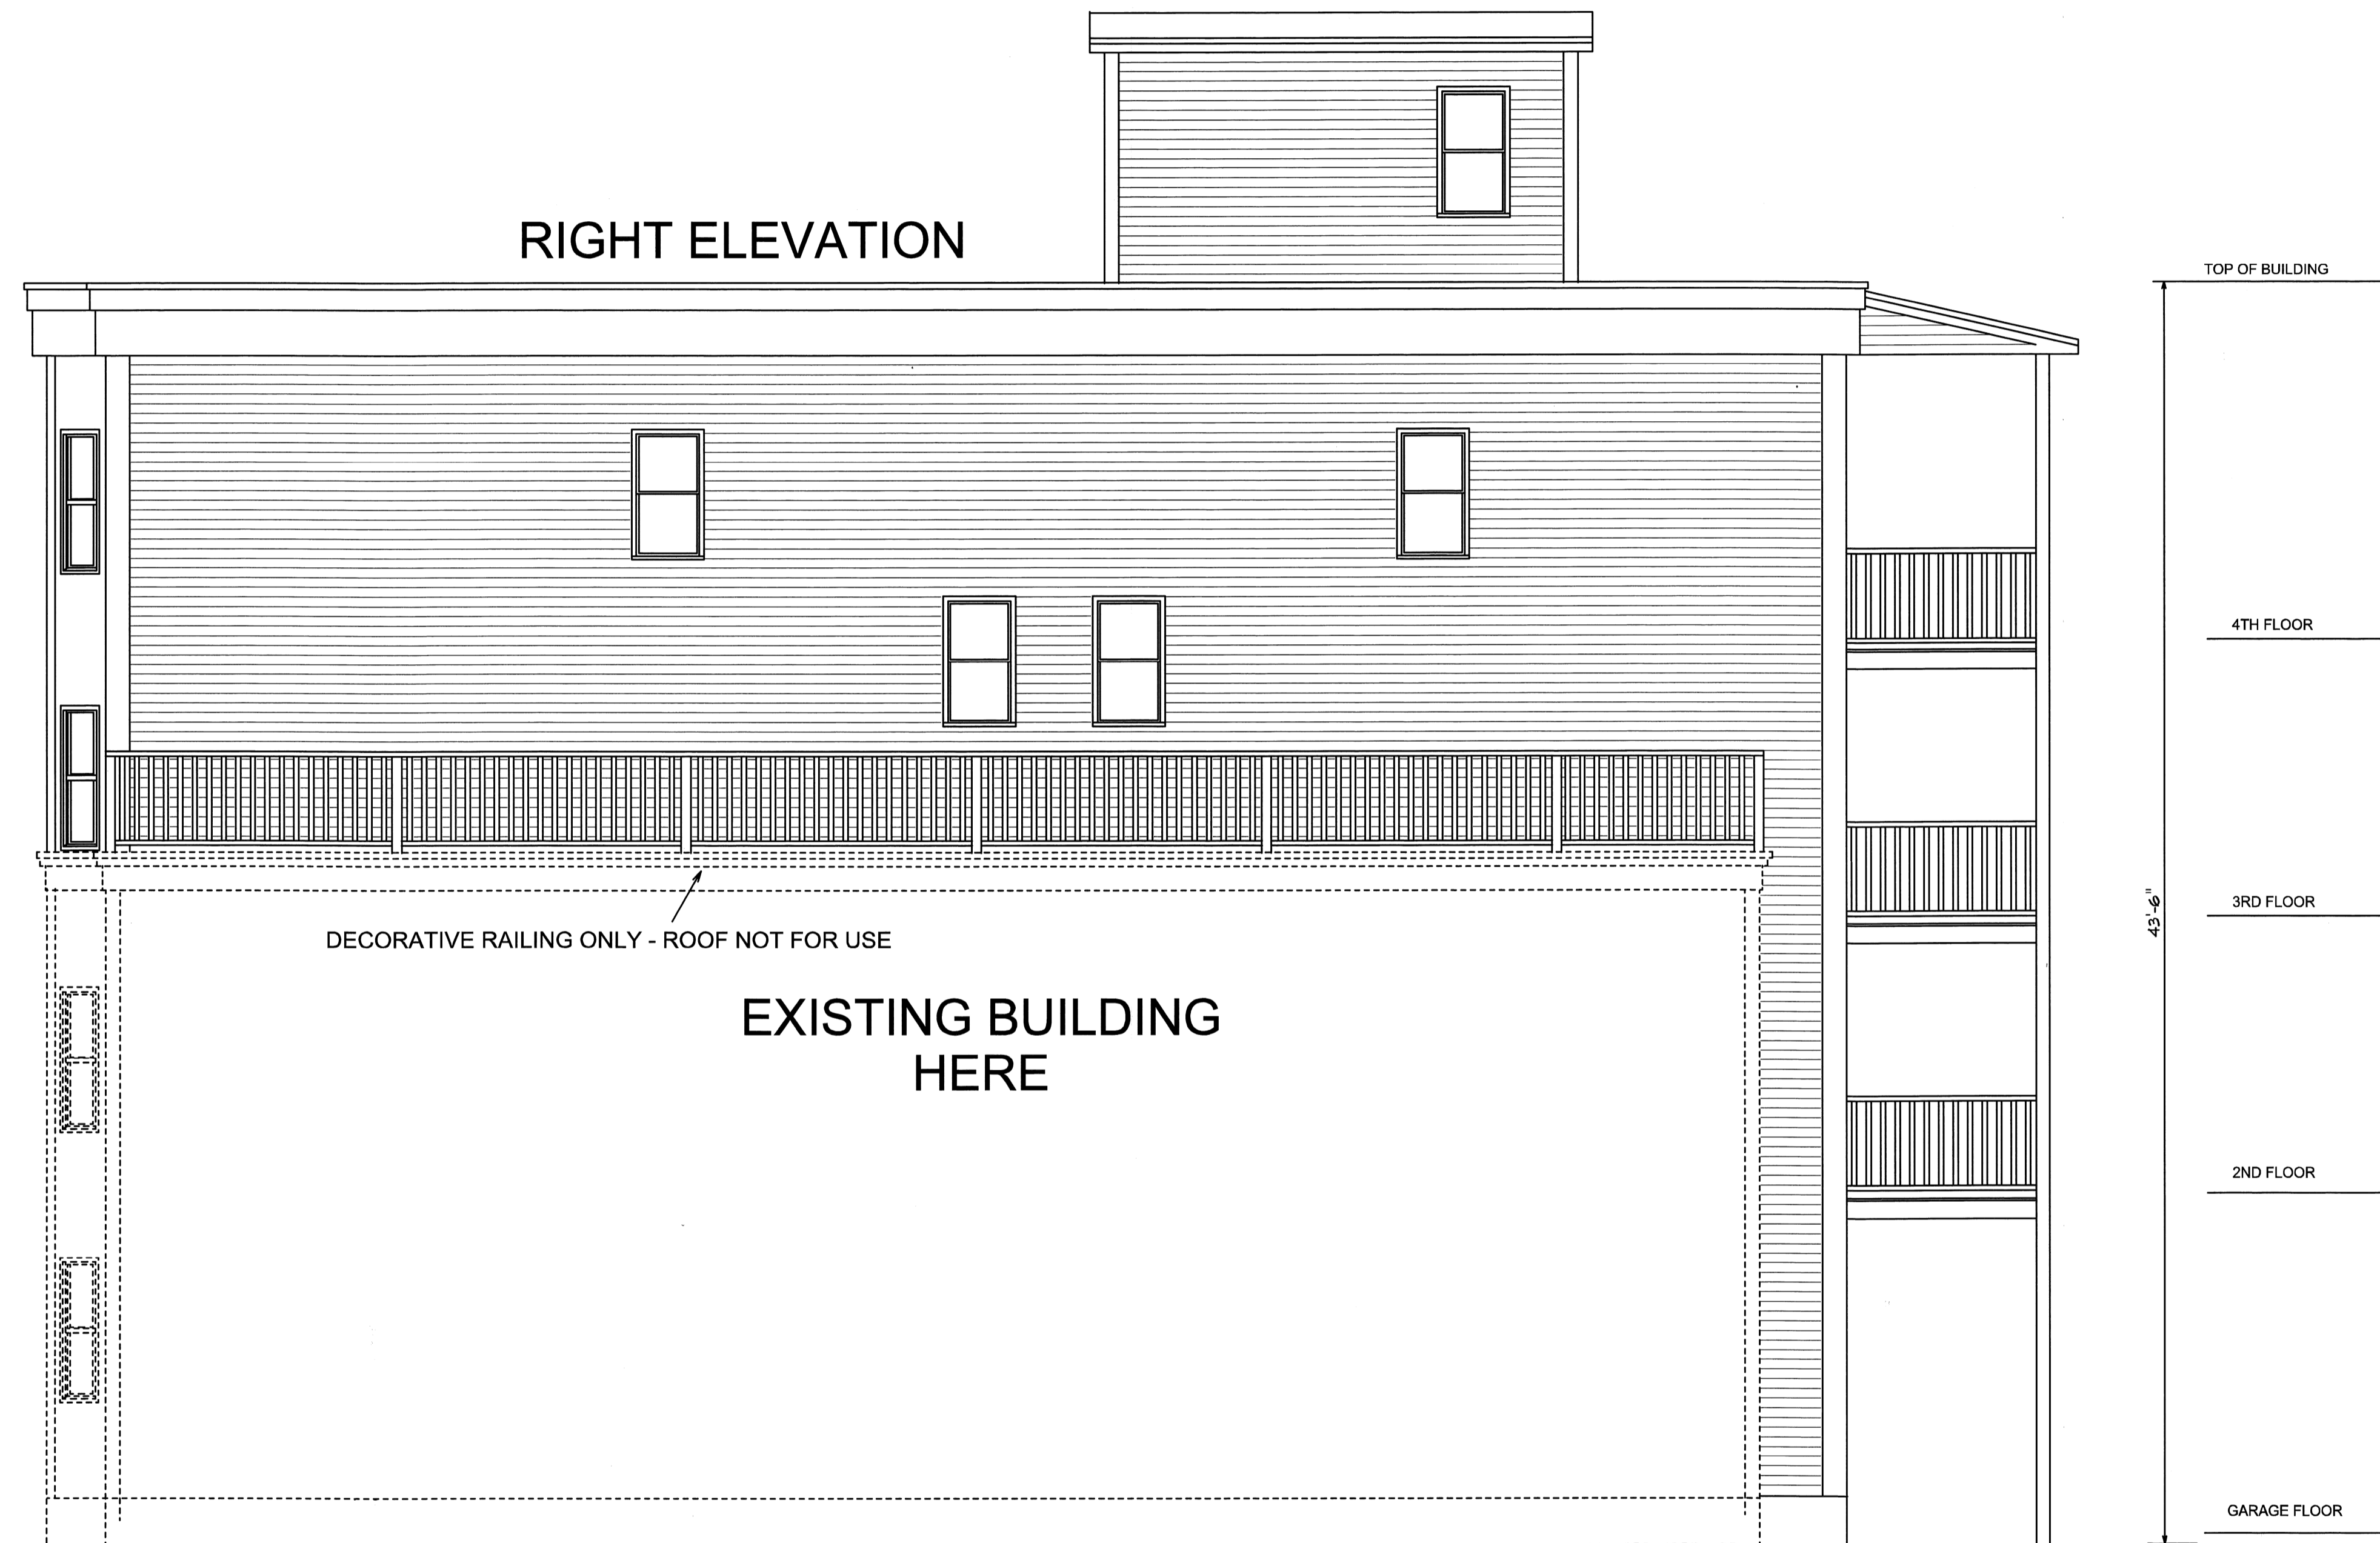 RIGHT ELEVATION
TOP OF BUILDING
4TH FLOOR
3RD FLOOR
43'-6"
DECORATIVE RAILING ONLY - ROOF NOT FOR USE
EXISTING BUILDING
HERE
2ND FLOOR
GARAGE FLOOR